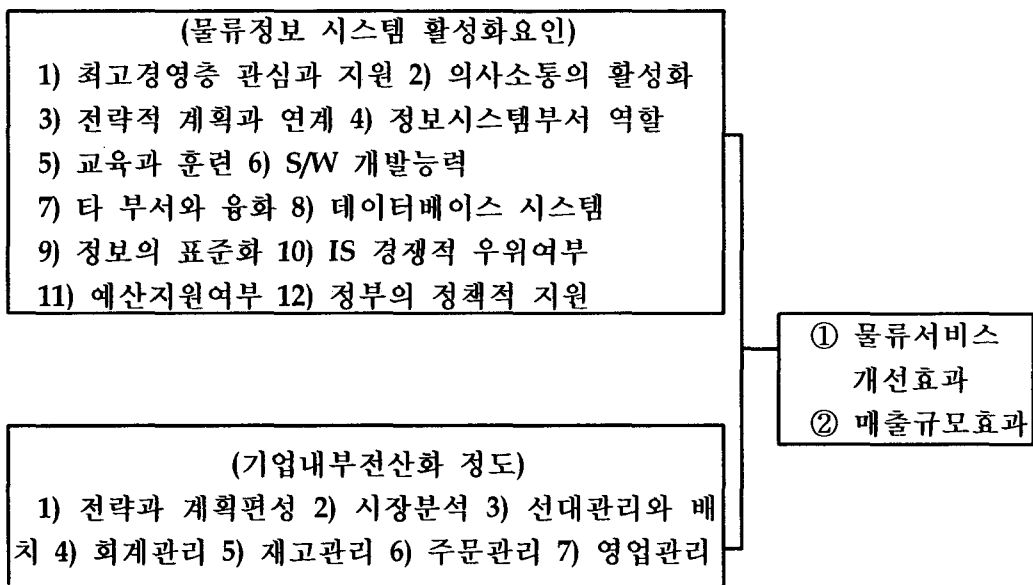 (물류정보 시스템 활성화요인)
1) 최고경영층 관심과 지원 2) 의사소통의 활성화
3) 전략적 계획과 연계 4) 정보시스템부서 역할
5) 교육과 훈련 6) S/W 개발능력
7) 타 부서와 융화 8) 데이터베이스 시스템
9) 정보의 표준화 10) IS 경쟁적 우위여부
11) 예산지원여부 12) 정부의 정책적 지원
① 물류서비스
개선효과
② 매출규모효과
(기업내부전산화 정도)
1) 전략과 계획편성 2) 시장분석 3) 선대관리와 배
치 4) 회계관리 5) 재고관리 6) 주문관리 7) 영업관리